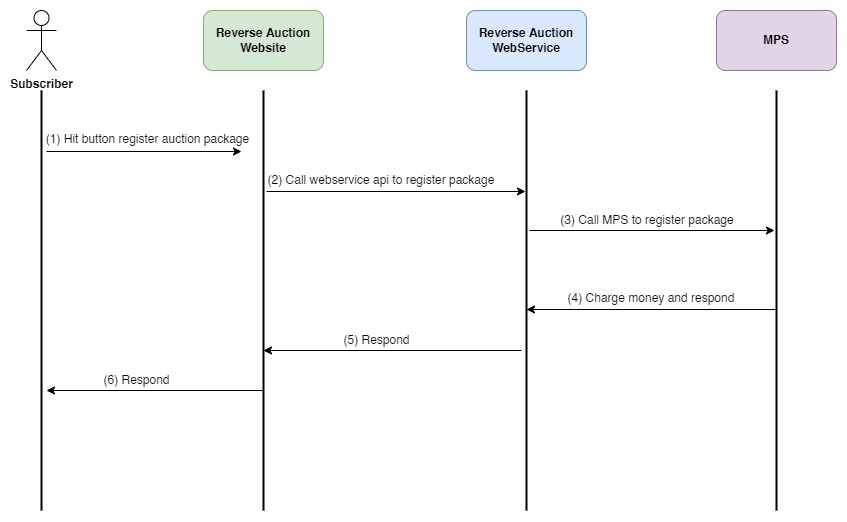 Reverse Auction
Website
Reverse Auction
WebService
MPS
Subscriber
(1) Hit button register auction package
(2) Call webservice api to register package
(3) Call MPS to register package
(4) Charge money and respond
(5) Respond
(6) Respond